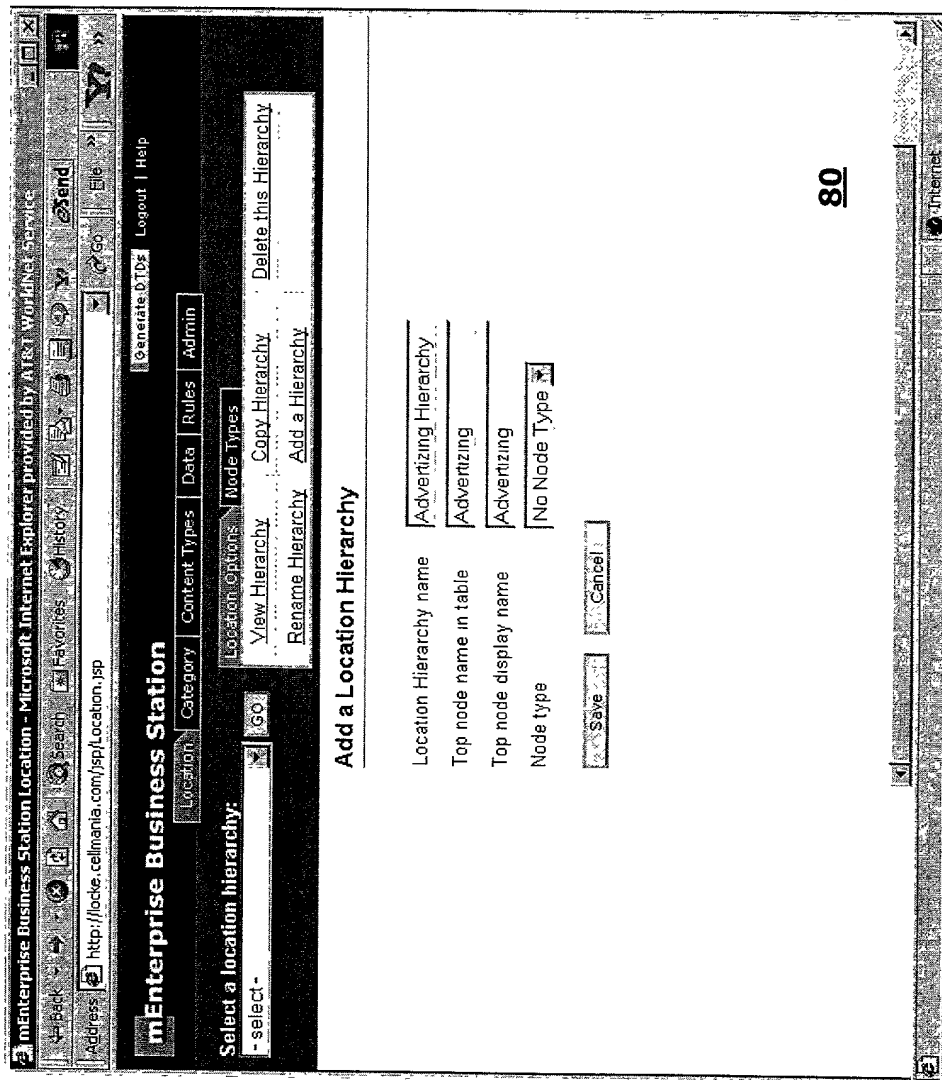 mEnterprise Business Station Location - Microsoft Internet Explorer provided by AT&T WorldNet Service
Back Search Favorites History Send
Address http://locke.cellmania.com/jsp/Location.jsp Go File »
mEnterprise Business Station
Generate DTDs Logout | Help
Location Category Content Types Data Rules Admin
Select a location hierarchy:
- select - GO
Location Options Node Types
View Hierarchy Copy Hierarchy Delete this Hierarchy
Rename Hierarchy Add a Hierarchy
Add a Location Hierarchy
Location Hierarchy name Advertizing Hierarchy
Top node name in table Advertizing
Top node display name Advertizing
Node type No Node Type
Save Cancel
80
Internet